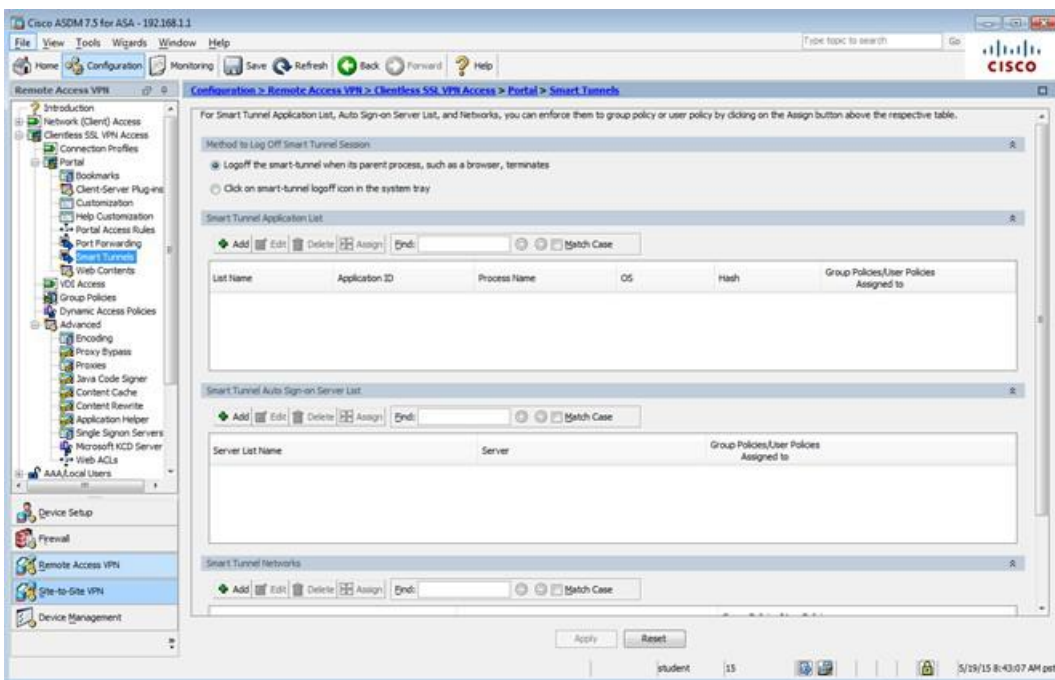 Cisco ASDM 7.5 for ASA - 192.168.1.1
File View Tools Wizards Window Help
Type topic to search Go
Home Configuration Monitoring Save Refresh Back Forward Help
CISCO
Remote Access VPN
Introduction
Network (Client) Access
Clientless SSL VPN Access
Connection Profiles
Portal
Bookmarks
Client-Server Plug-ins
Customization
Help Customization
Portal Access Rules
Port Forwarding
Smart Tunnels
Web Contents
VDI Access
Group Policies
Dynamic Access Policies
Advanced
Encoding
Proxy Bypass
Proxies
Java Code Signer
Content Cache
Content Rewrite
Application Helper
Single Signon Servers
Microsoft KCD Server
Web ACLs
AAA/Local Users
Device Setup
Firewall
Remote Access VPN
Site-to-Site VPN
Device Management
Configuration > Remote Access VPN > Clientless SSL VPN Access > Portal > Smart Tunnels
For Smart Tunnel Application List, Auto Sign-on Server List, and Networks, you can enforce them to group policy or user policy by clicking on the Assign button above the respective table.
Method to Log Off Smart Tunnel Session
Logoff the smart-tunnel when its parent process, such as a browser, terminates
Click on smart-tunnel logoff icon in the system tray
Smart Tunnel Application List
Add Edit Delete Assign Find: Match Case
List Name Application ID Process Name OS Hash Group Policies/User Policies Assigned to
Smart Tunnel Auto Sign-on Server List
Add Edit Delete Assign Find: Match Case
Server List Name Server Group Policies/User Policies Assigned to
Smart Tunnel Networks
Add Edit Delete Assign Find: Match Case
Apply Reset
student 15 5/19/15 8:43:07 AM pst